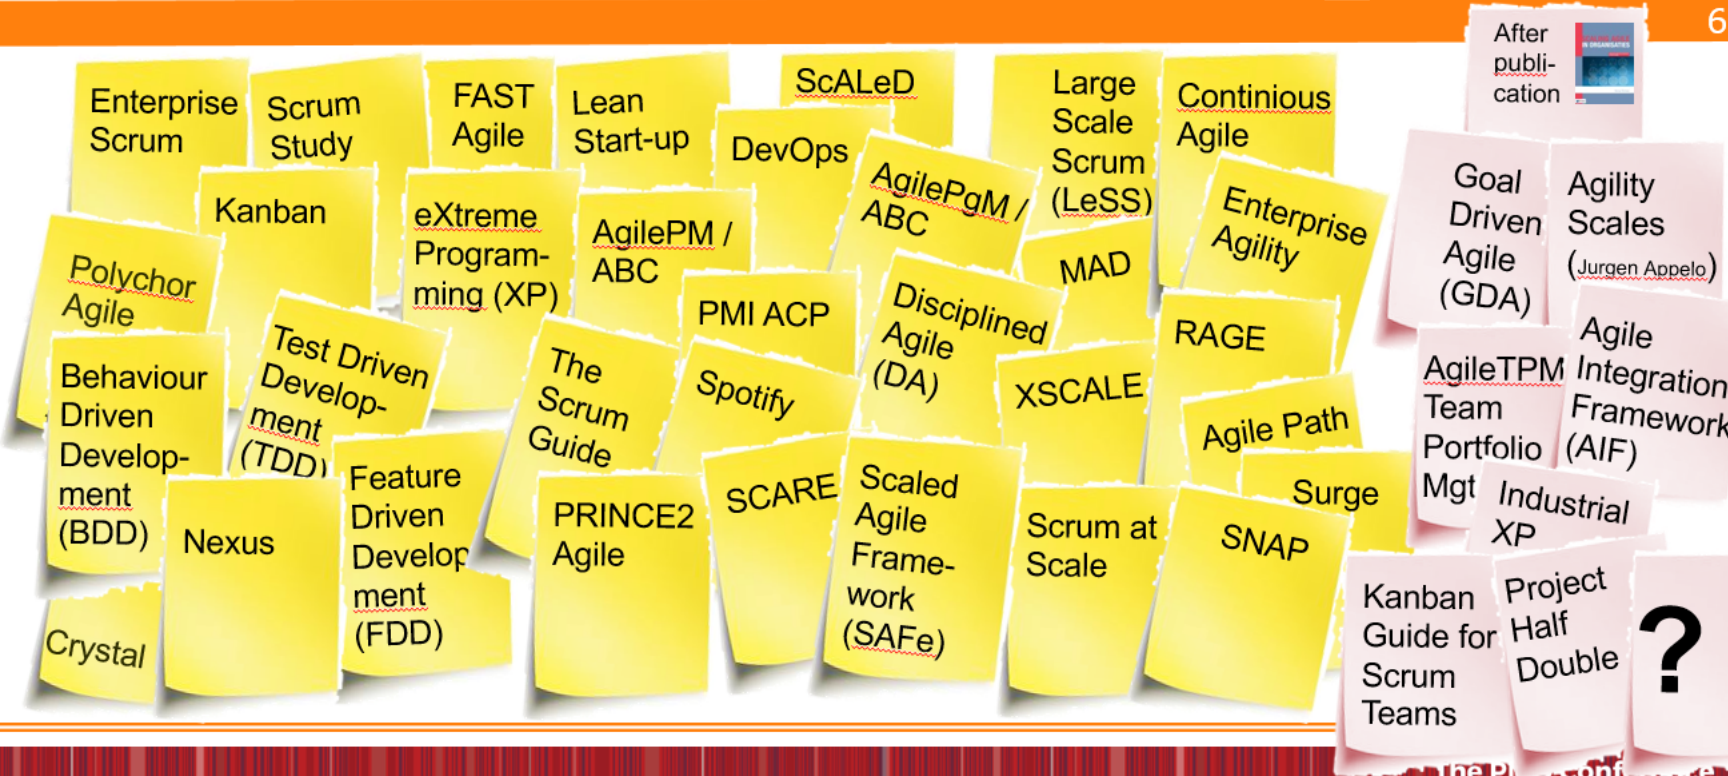 6
After
publi-
cation
Enterprise
Scrum
Scrum
Study
FAST
Agile
Lean
Start-up
ScALeD
DevOps
Large
Scale
Scrum
(LeSS)
Continious
Agile
Kanban
eXtreme
Program-
ming (XP)
AgilePM /
ABC
AgilePgM /
ABC
MAD
Enterprise
Agility
Goal
Driven
Agile
(GDA)
Agility
Scales
(Jurgen Appelo)
Polychor
Agile
Test Driven
Develop-
ment
(TDD)
The
Scrum
Guide
PMI ACP
Spotify
Disciplined
Agile
(DA)
XSCALE
RAGE
Agile Path
AgileTPM
Team
Portfolio
Mgt
Agile
Integration
Framework
(AIF)
Behaviour
Driven
Develop-
ment
(BDD)
Nexus
Feature
Driven
Develop
ment
(FDD)
PRINCE2
Agile
SCARE
Scaled
Agile
Frame-
work
(SAFe)
Scrum at
Scale
SNAP
Surge
Industrial
XP
Crystal
Kanban
Guide for
Scrum
Teams
Project
Half
Double
?